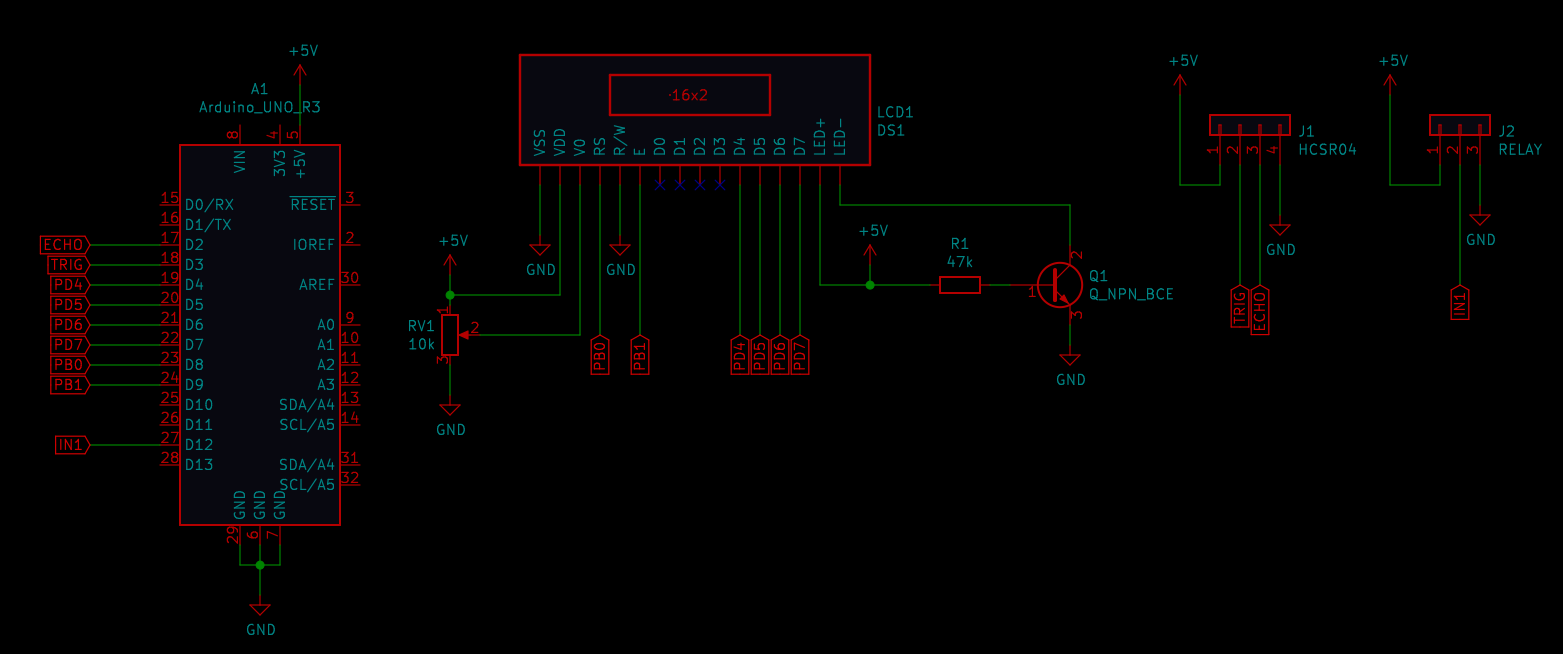 +5V
A1
Arduino_UNO_R3
8
4
5
VIN
3V3
+5V
15
D0/RX
16
D1/TX
ECHO
17
D2
TRIG
18
D3
PD4
19
D4
PD5
20
D5
PD6
21
D6
PD7
22
D7
PB0
23
D8
PB1
24
D9
25
D10
26
D11
IN1
27
D12
28
D13
RESET
3
IOREF
2
AREF
30
A0
9
A1
10
A2
11
A3
12
SDA/A4
13
SCL/A5
14
SDA/A4
31
SCL/A5
32
GND
GND
GND
29
6
7
GND
16x2
LCD1
DS1
VSS
VDD
V0
RS
R/W
E
D0
D1
D2
D3
D4
D5
D6
D7
LED+
LED-
+5V
RV1
10k
1
2
3
GND
GND
GND
PB0
PB1
PD4
PD5
PD6
PD7
+5V
R1
47k
Q1
Q_NPN_BCE
1
2
3
GND
+5V
J1
HCSR04
1
2
3
4
GND
TRIG
ECHO
+5V
J2
RELAY
1
2
3
GND
IN1